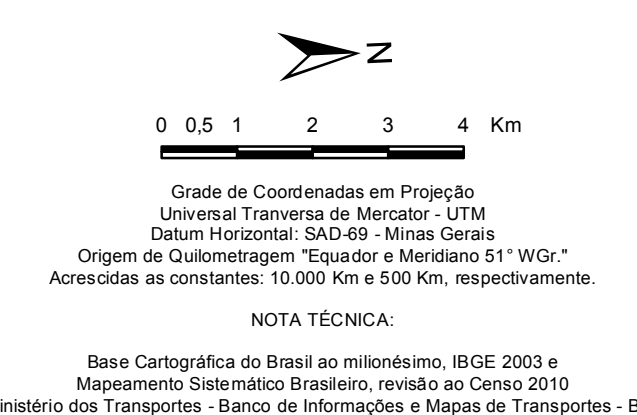 N
0 0,5 1 2 3 4 Km
Grade de Coordenadas em Projeção
Universal Tranversa de Mercator - UTM
Datum Horizontal: SAD-69 - Minas Gerais
Origem de Quilometragem "Equador e Meridiano 51° WGr."
Acrescidas as constantes: 10.000 Km e 500 Km, respectivamente.
NOTA TÉCNICA:
Base Cartográfica do Brasil ao milionésimo, IBGE 2003 e
Mapeamento Sistemático Brasileiro, revisão ao Censo 2010
inistério dos Transportes - Banco de Informações e Mapas de Transportes - B